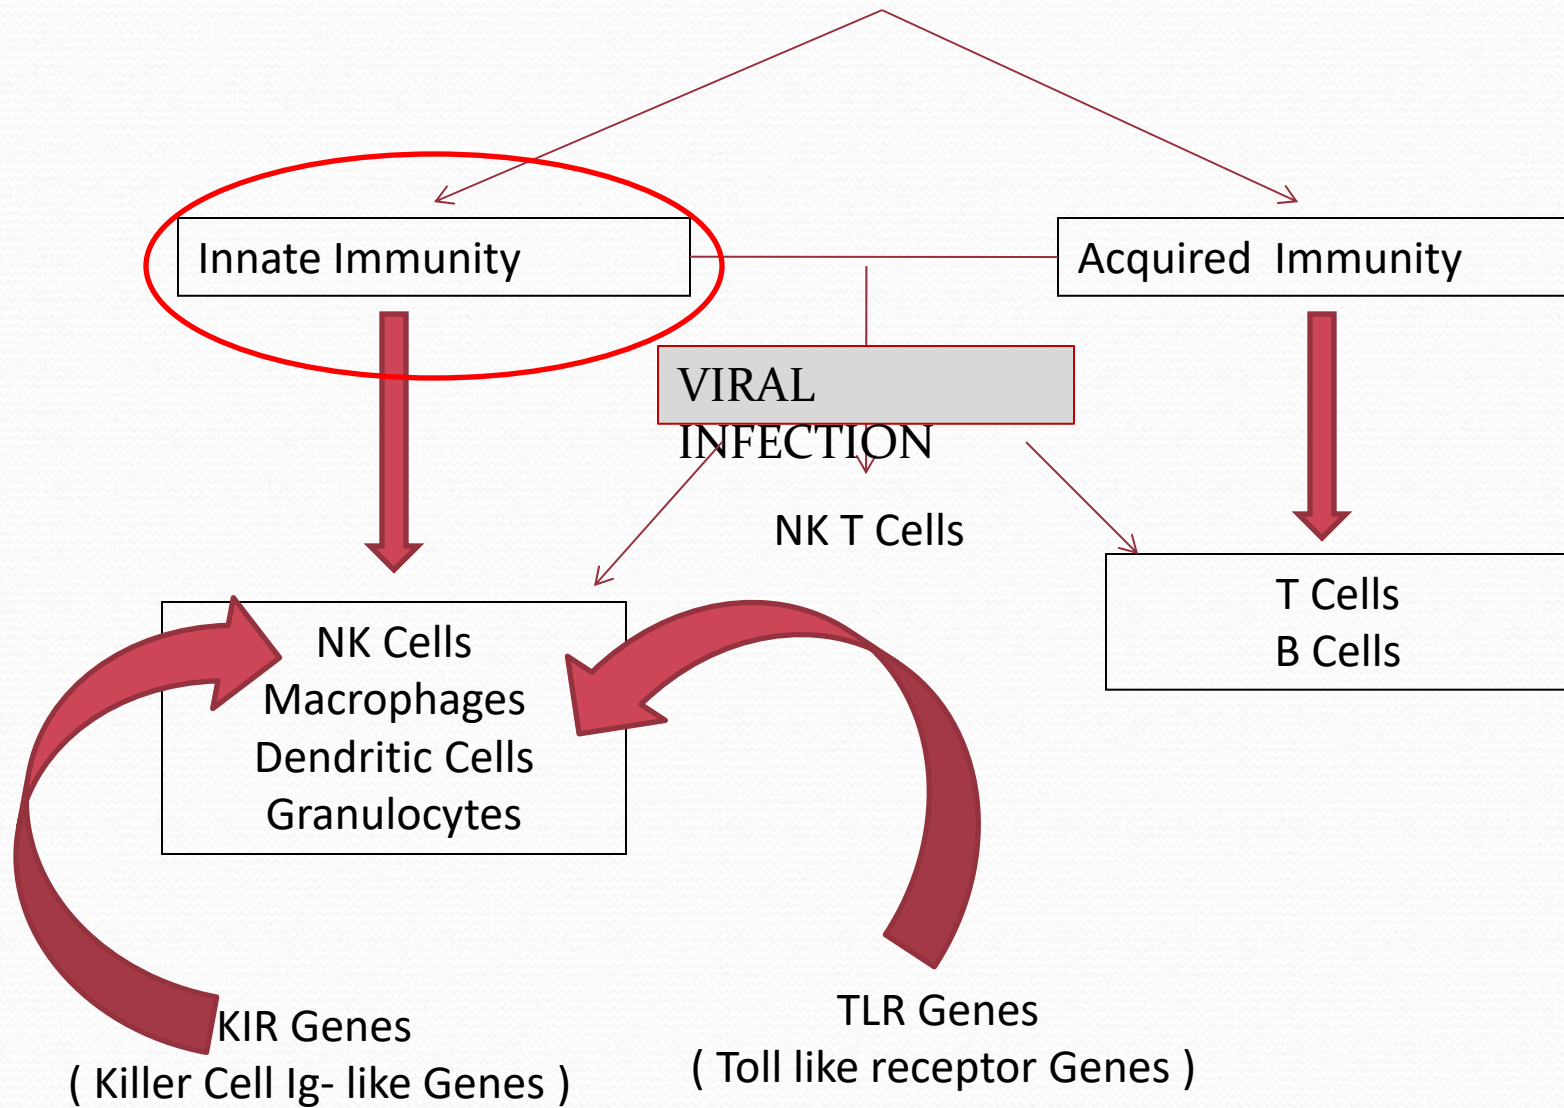 Innate Immunity
Acquired Immunity
VIRAL
INFECTION
NK T Cells
T Cells
B Cells
NK Cells
Macrophages
Dendritic Cells
Granulocytes
KIR Genes
( Killer Cell Ig- like Genes )
TLR Genes
( Toll like receptor Genes )